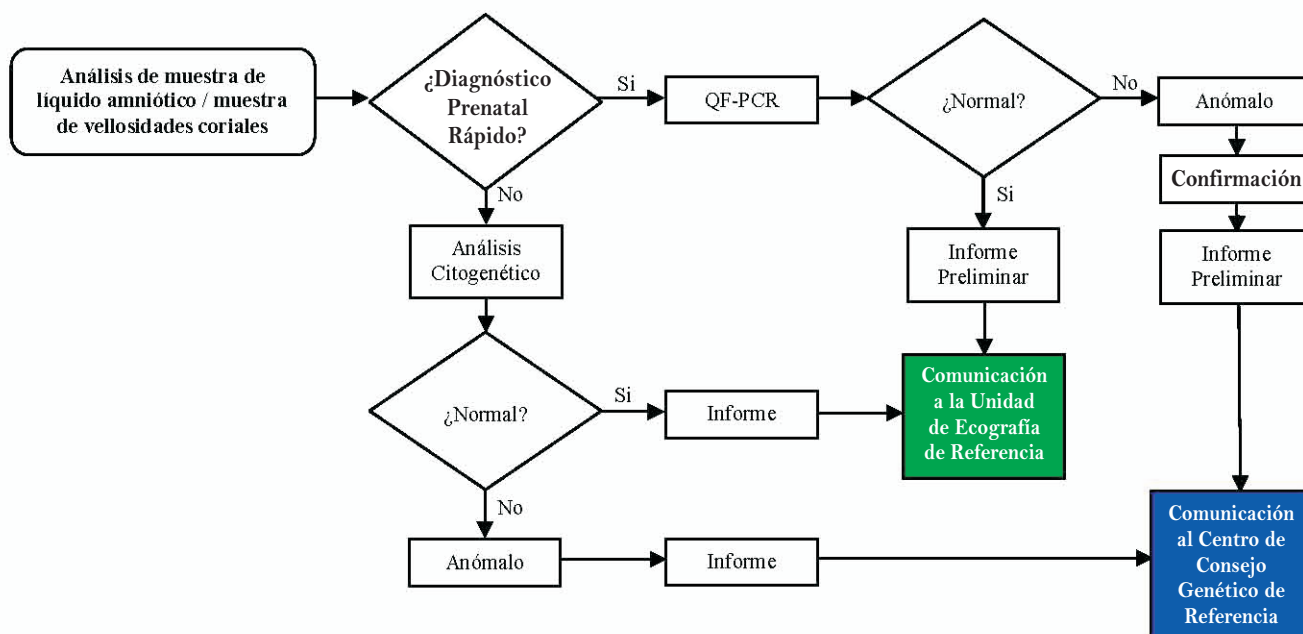 Análisis de muestra de
líquido amniótico / muestra
de vellosidades coriales
¿Diagnóstico
Prenatal
Rápido?
Si
QF-PCR
¿Normal?
No
Anómalo
Confirmación
Informe
Preliminar
Si
Informe
Preliminar
No
Análisis
Citogenético
¿Normal?
Si
Informe
Comunicación
a la Unidad
de Ecografía
de Referencia
No
Anómalo
Informe
Comunicación
al Centro de
Consejo
Genético de
Referencia